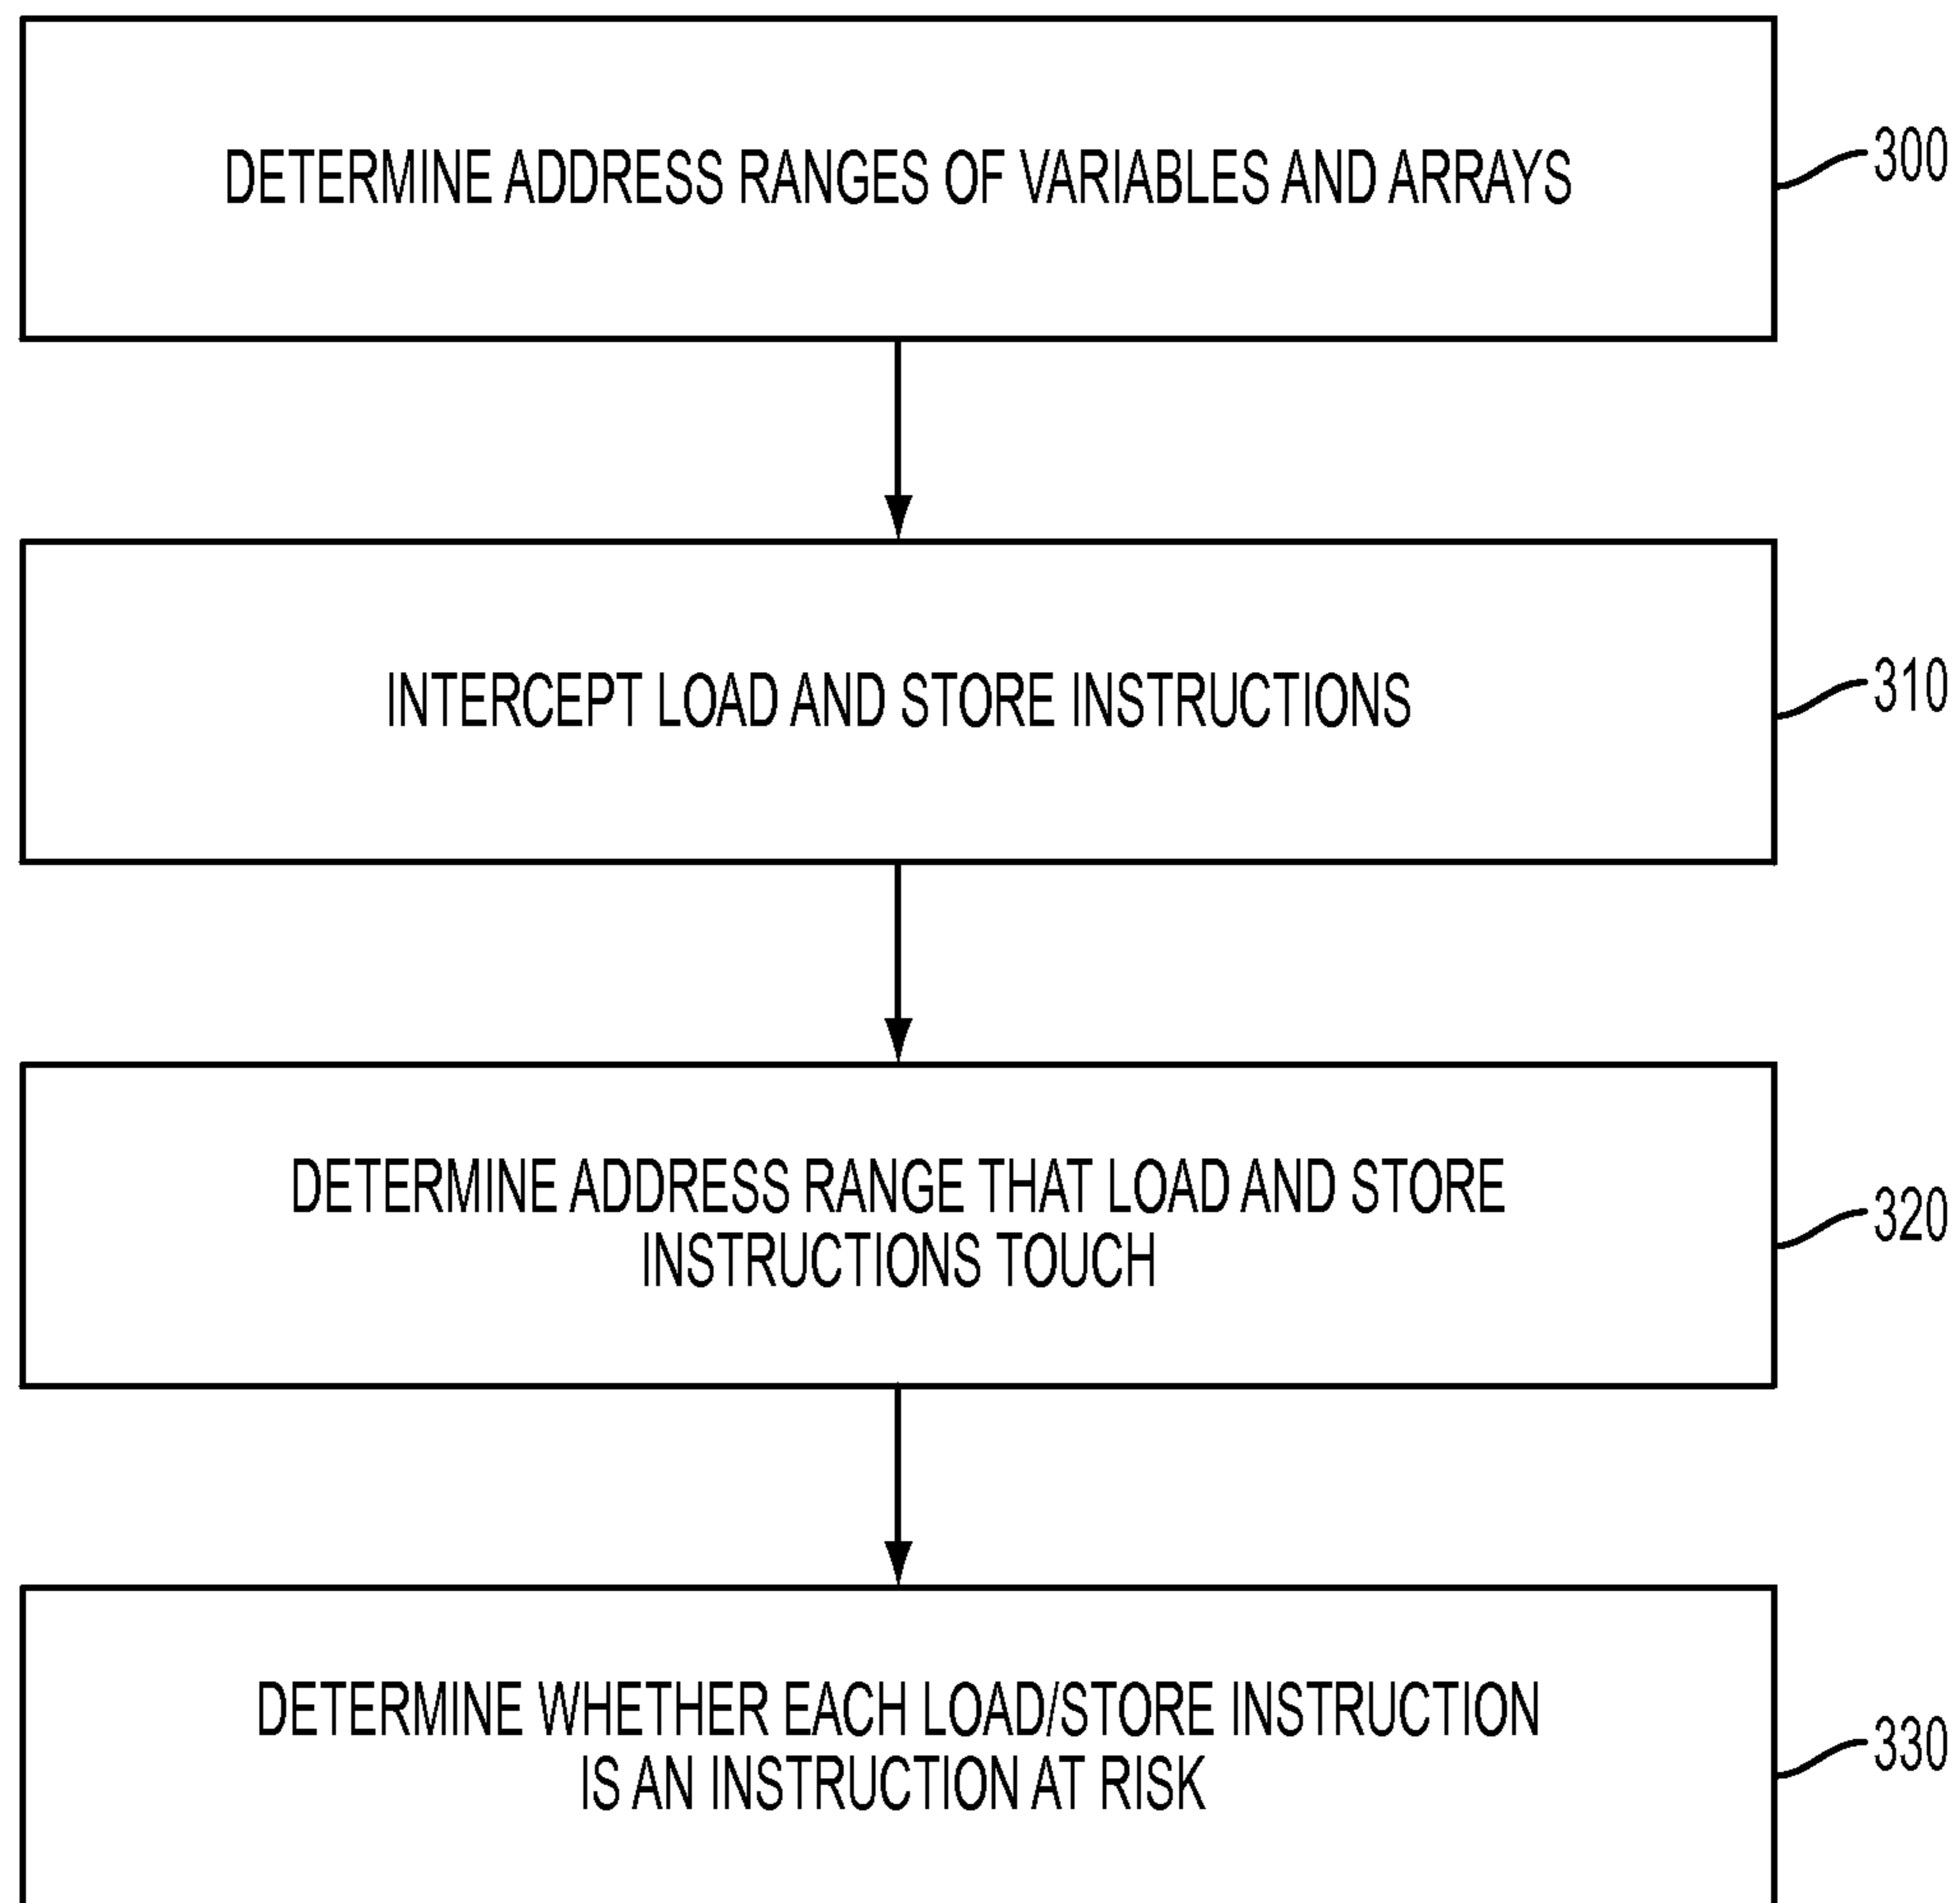 DETERMINE ADDRESS RANGES OF VARIABLES AND ARRAYS
300
INTERCEPT LOAD AND STORE INSTRUCTIONS
310
DETERMINE ADDRESS RANGE THAT LOAD AND STORE
INSTRUCTIONS TOUCH
320
DETERMINE WHETHER EACH LOAD/STORE INSTRUCTION
IS AN INSTRUCTION AT RISK
330